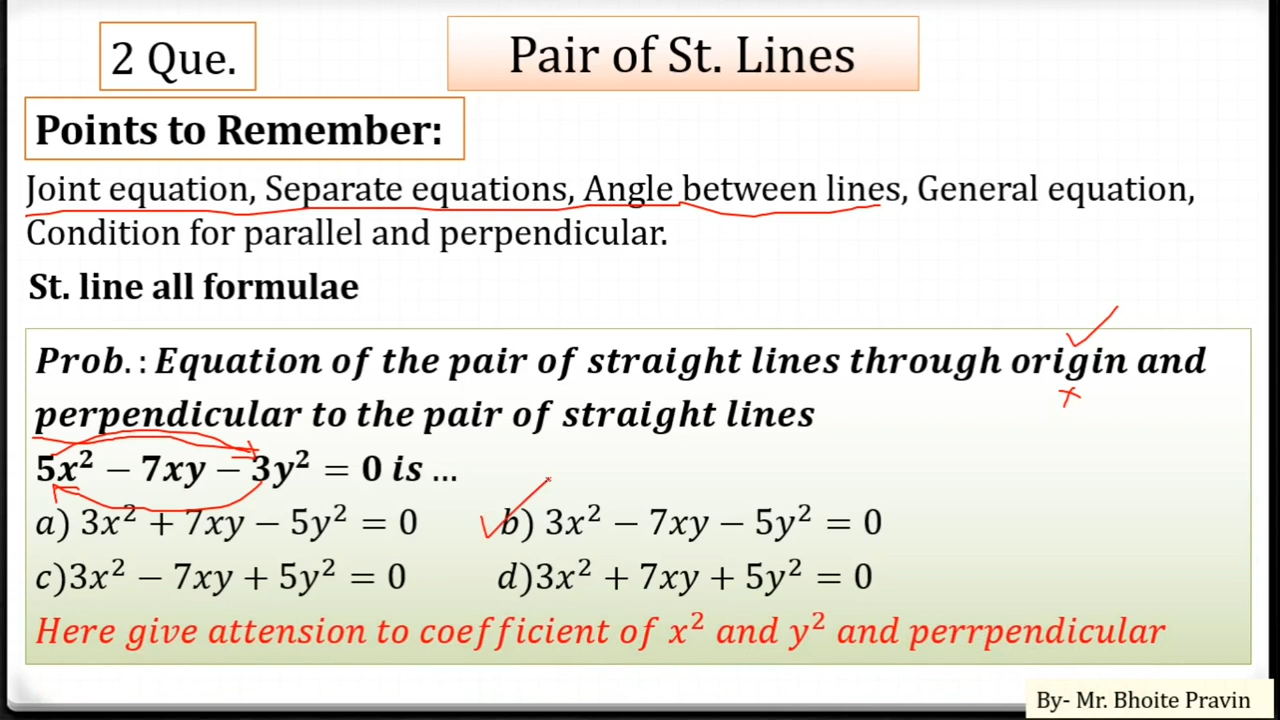 2 Que.
Pair of St. Lines
Points to Remember:
Joint equation, Separate equations, Angle between lines, General equation,
Condition for parallel and perpendicular.
St. line all formulae
Prob.: Equation of the pair of straight lines through origin and
perpendicular to the pair of straight lines
5x² − 7xy − 3y² = 0 is ...
a) 3x² + 7xy − 5y² = 0
b) 3x² − 7xy − 5y² = 0
c)3x² − 7xy + 5y² = 0
d)3x² + 7xy + 5y² = 0
Here give attension to coefficient of x² and y² and perrpendicular
By- Mr. Bhoite Pravin